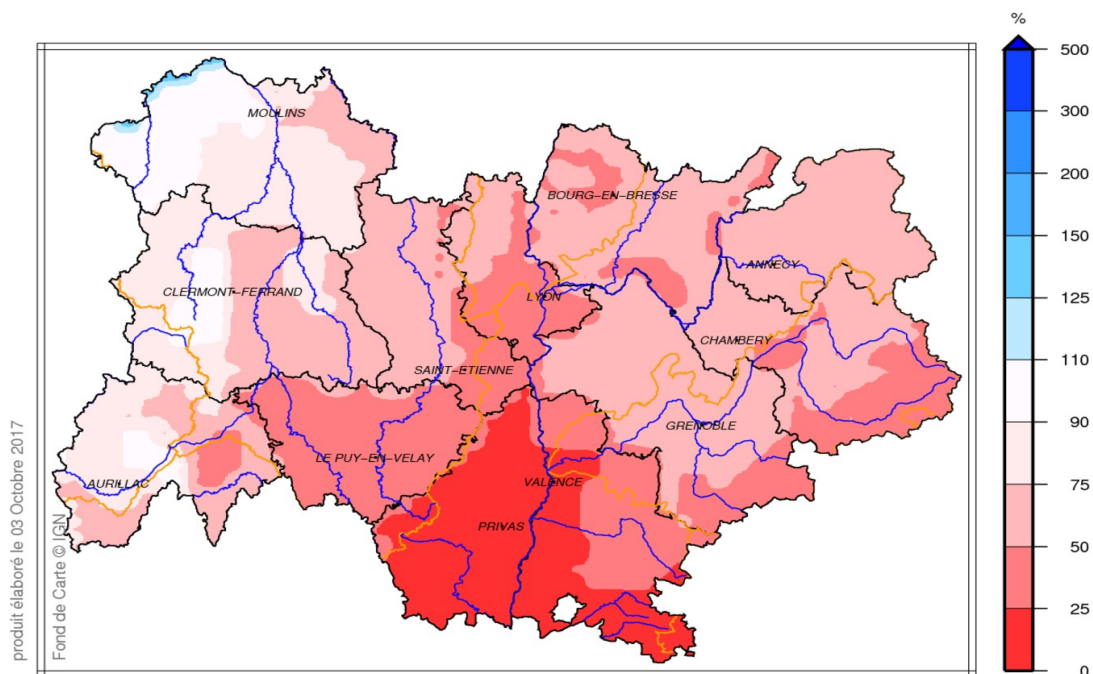 %
500
300
200
150
125
110
90
75
50
25
0
MOULINS
BOURG-EN-BRESSE
ANNECY
CLERMONT-FERRAND
LYON
CHAMBERY
SAINT-ETIENNE
GRENOBLE
LE PUY-EN-VELAY
AURILLAC
VALENCE
PRIVAS
produit élaboré le 03 Octobre 2017
Fond de Carte © IGN